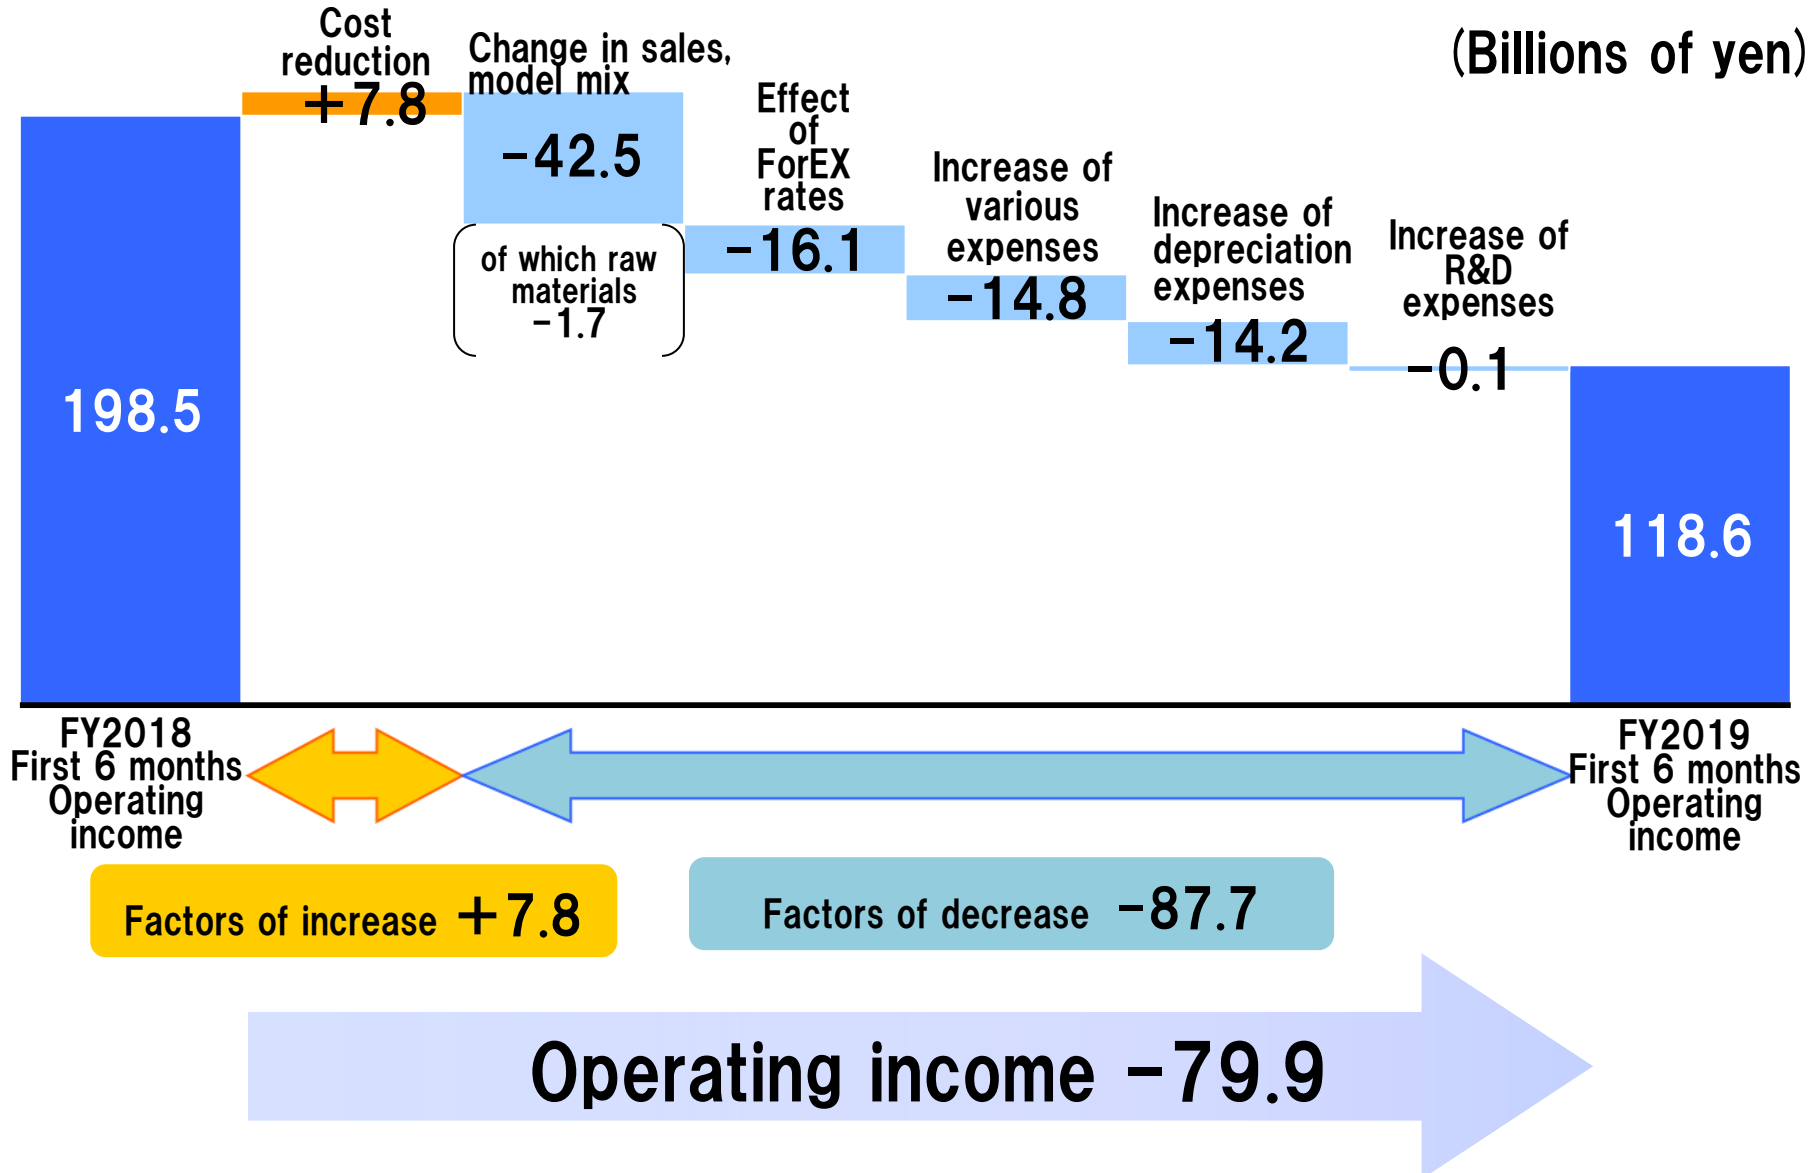 (Billions of yen)
Cost
reduction
+7.8
Change in sales,
model mix
-42.5
of which raw
materials
-1.7
Effect
of
ForEX
rates
-16.1
Increase of
various
expenses
-14.8
Increase of
depreciation
expenses
-14.2
Increase of
R&D
expenses
-0.1
198.5
118.6
FY2018
First 6 months
Operating
income
FY2019
First 6 months
Operating
income
Factors of increase +7.8
Factors of decrease -87.7
Operating income -79.9